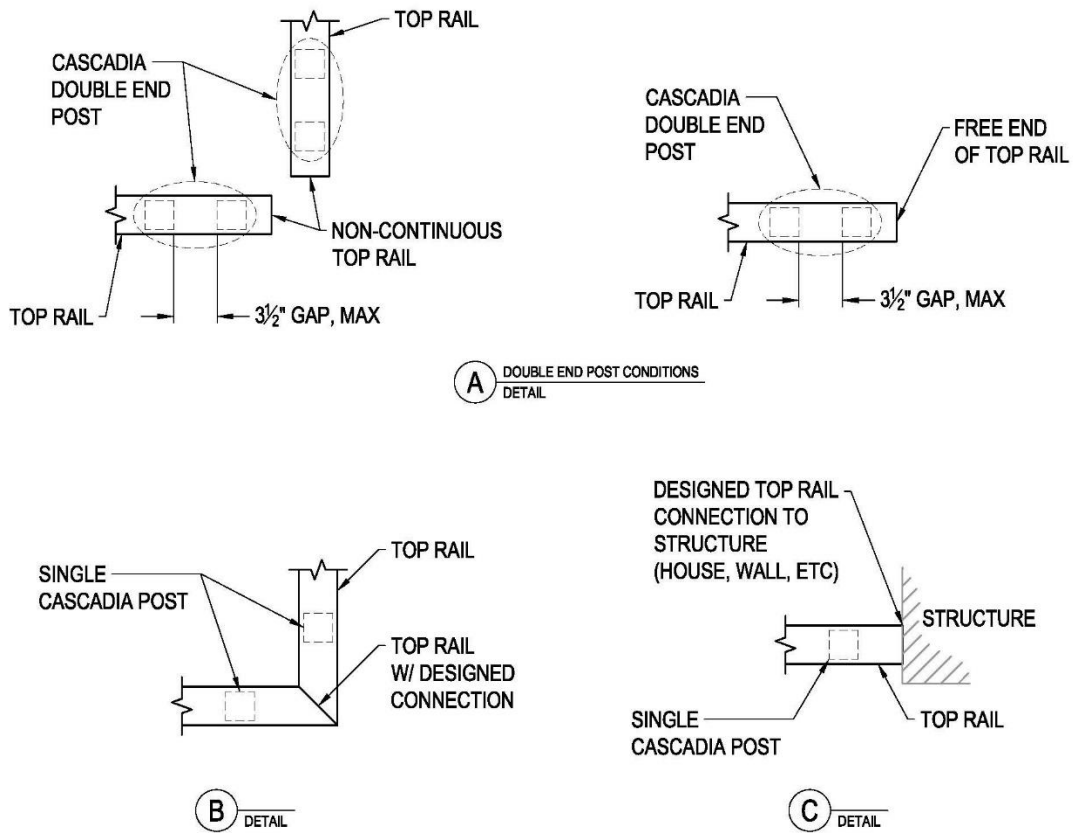 TOP RAIL
CASCADIA
DOUBLE END
POST
NON-CONTINUOUS
TOP RAIL
TOP RAIL
3½" GAP, MAX
CASCADIA
DOUBLE END
POST
FREE END
OF TOP RAIL
TOP RAIL
3½" GAP, MAX
A
DOUBLE END POST CONDITIONS
DETAIL
TOP RAIL
SINGLE
CASCADIA POST
TOP RAIL
W/ DESIGNED
CONNECTION
B
DETAIL
DESIGNED TOP RAIL
CONNECTION TO
STRUCTURE
(HOUSE, WALL, ETC)
STRUCTURE
SINGLE
CASCADIA POST
TOP RAIL
C
DETAIL